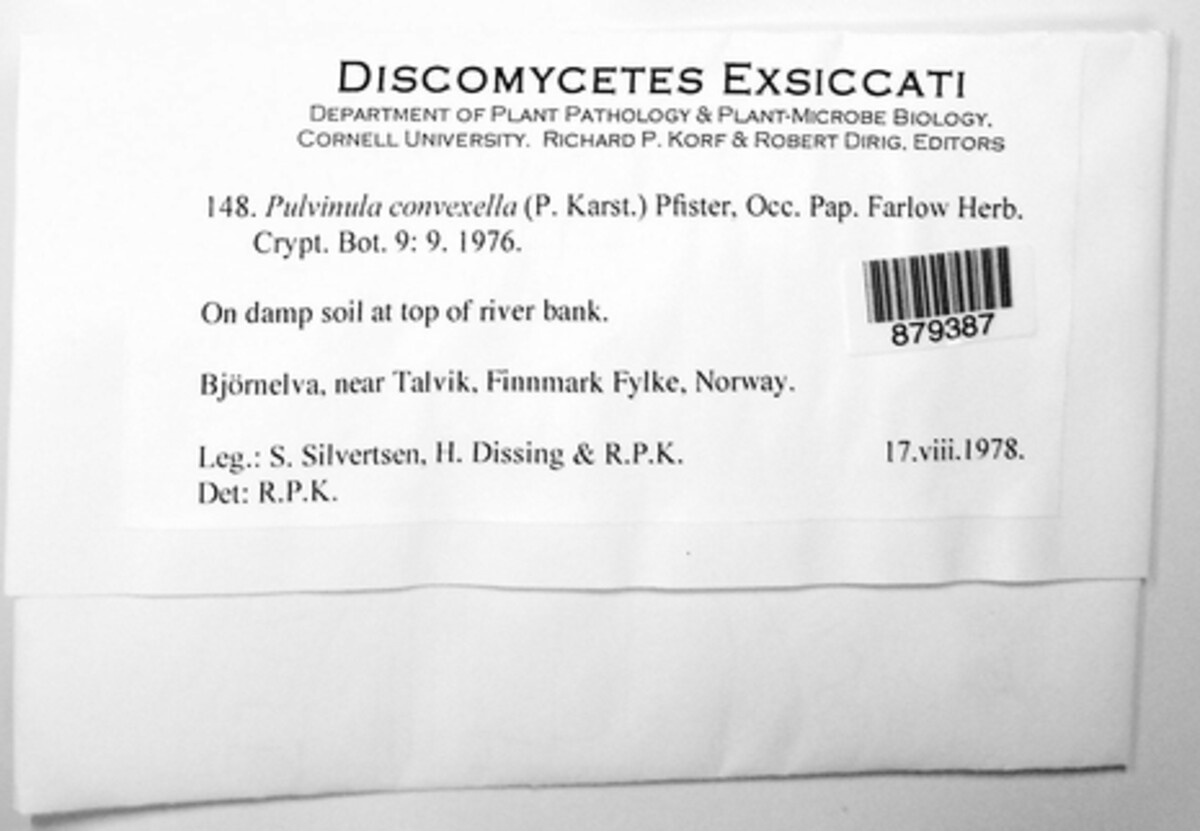 DISCOMYCETES EXSICCATI
DEPARTMENT OF PLANT PATHOLOGY & PLANT-MICROBE BIOLOGY,
CORNELL UNIVERSITY. RICHARD P. KORF & ROBERT DIRIG, EDITORS
148. Pulvinula convexella (P. Karst.) Pfister, Occ. Pap. Farlow Herb.
Crypt. Bot. 9: 9. 1976.
On damp soil at top of river bank.
879387
Björnelva, near Talvik, Finnmark Fylke, Norway.
Leg.: S. Silvertsen, H. Dissing & R.P.K. 17.viii.1978.
Det: R.P.K.